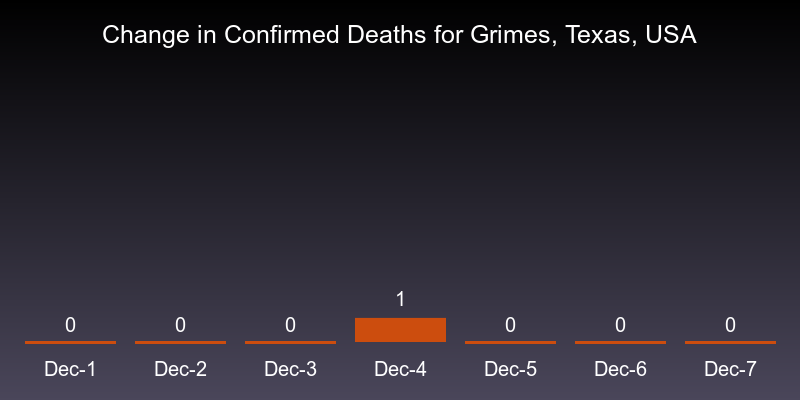 Change in Confirmed Deaths for Grimes, Texas, USA
1
0 0 0 0 0 0
Dec-1 Dec-2 Dec-3 Dec-4 Dec-5 Dec-6 Dec-7